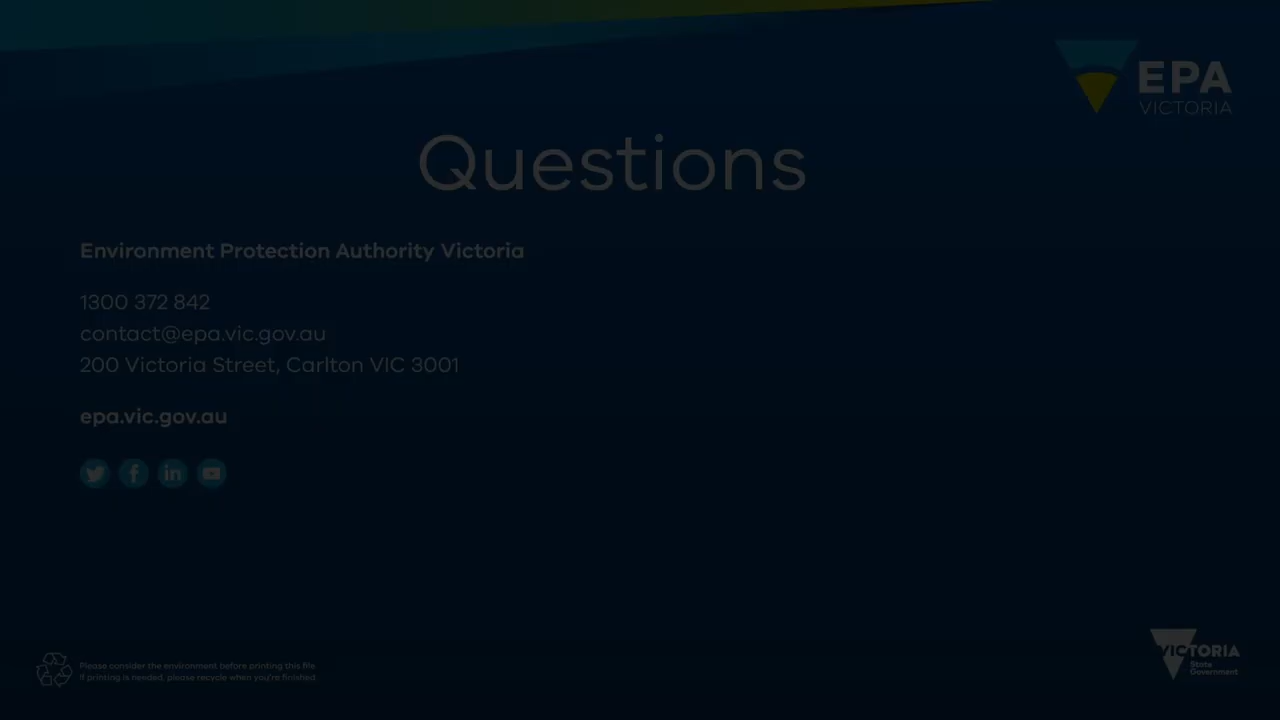 EPA
VICTORIA
Questions
Environment Protection Authority Victoria
1300 372 842
contact@epa.vic.gov.au
200 Victoria Street, Carlton VIC 3001
epa.vic.gov.au
Please consider the environment before printing this file.
If printing is needed, please recycle when you're finished.
VICTORIA
State
Government